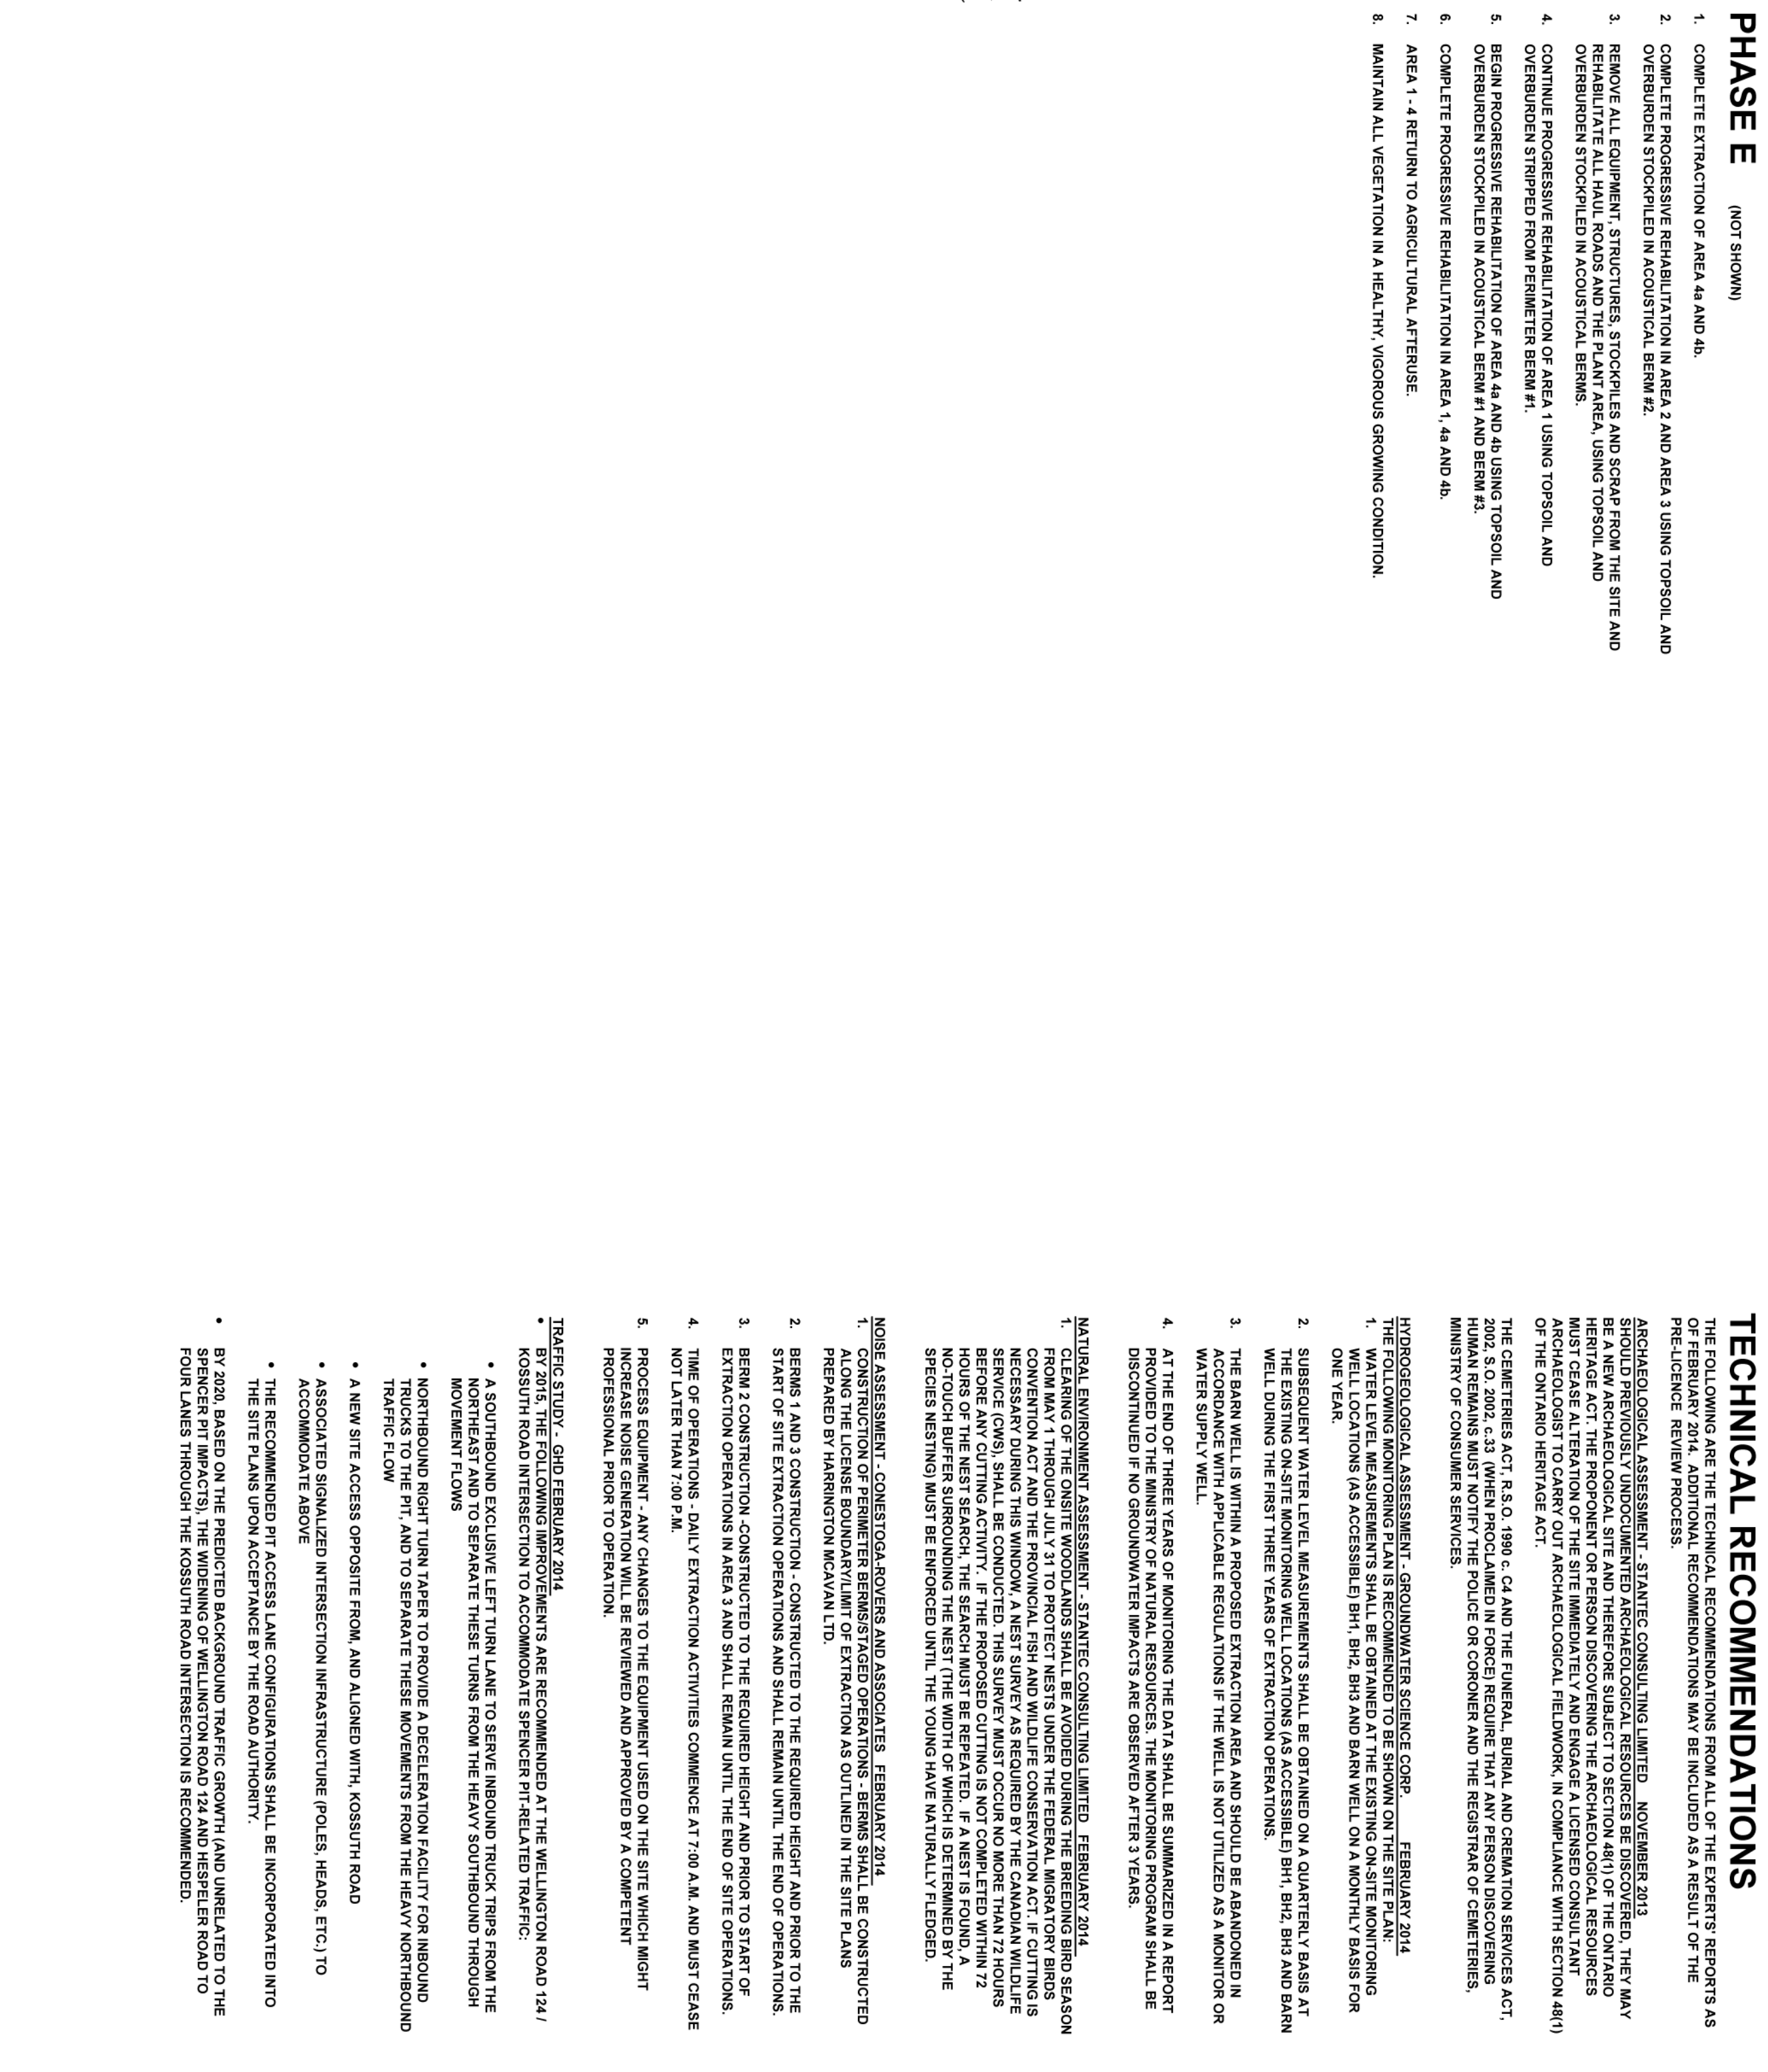 PHASE E (NOT SHOWN)
1. COMPLETE EXTRACTION OF AREA 4a AND 4b.
2. COMPLETE PROGRESSIVE REHABILITATION IN AREA 2 AND AREA 3 USING TOPSOIL AND
OVERBURDEN STOCKPILED IN ACOUSTICAL BERM #2.
3. REMOVE ALL EQUIPMENT, STRUCTURES, STOCKPILES AND SCRAP FROM THE SITE AND
REHABILITATE ALL HAUL ROADS AND THE PLANT AREA, USING TOPSOIL AND
OVERBURDEN STOCKPILED IN ACOUSTICAL BERMS.
4. CONTINUE PROGRESSIVE REHABILITATION OF AREA 1 USING TOPSOIL AND
OVERBURDEN STRIPPED FROM PERIMETER BERM #1.
5. BEGIN PROGRESSIVE REHABILITATION OF AREA 4a AND 4b USING TOPSOIL AND
OVERBURDEN STOCKPILED IN ACOUSTICAL BERM #1 AND BERM #3.
6. COMPLETE PROGRESSIVE REHABILITATION IN AREA 1, 4a AND 4b.
7. AREA 1 - 4 RETURN TO AGRICULTURAL AFTERUSE.
8. MAINTAIN ALL VEGETATION IN A HEALTHY, VIGOROUS GROWING CONDITION.
TECHNICAL RECOMMENDATIONS
THE FOLLOWING ARE THE TECHNICAL RECOMMENDATIONS FROM ALL OF THE EXPERTS' REPORTS AS
OF FEBRUARY 2014. ADDITIONAL RECOMMENDATIONS MAY BE INCLUDED AS A RESULT OF THE
PRE-LICENCE REVIEW PROCESS.
ARCHAEOLOGICAL ASSESSMENT - STANTEC CONSULTING LIMITED NOVEMBER 2013
SHOULD PREVIOUSLY UNDOCUMENTED ARCHAEOLOGICAL RESOURCES BE DISCOVERED, THEY MAY
BE A NEW ARCHAEOLOGICAL SITE AND THEREFORE SUBJECT TO SECTION 48(1) OF THE ONTARIO
HERITAGE ACT. THE PROPONENT OR PERSON DISCOVERING THE ARCHAEOLOGICAL RESOURCES
MUST CEASE ALTERATION OF THE SITE IMMEDIATELY AND ENGAGE A LICENSED CONSULTANT
ARCHAEOLOGIST TO CARRY OUT ARCHAEOLOGICAL FIELDWORK, IN COMPLIANCE WITH SECTION 48(1)
OF THE ONTARIO HERITAGE ACT.
THE CEMETERIES ACT, R.S.O. 1990 c. C4 AND THE FUNERAL, BURIAL AND CREMATION SERVICES ACT,
2002, S.O. 2002, c.33 (WHEN PROCLAIMED IN FORCE) REQUIRE THAT ANY PERSON DISCOVERING
HUMAN REMAINS MUST NOTIFY THE POLICE OR CORONER AND THE REGISTRAR OF CEMETERIES,
MINISTRY OF CONSUMER SERVICES.
HYDROGEOLOGICAL ASSESSMENT - GROUNDWATER SCIENCE CORP. FEBRUARY 2014
THE FOLLOWING MONITORING PLAN IS RECOMMENDED TO BE SHOWN ON THE SITE PLAN:
1. WATER LEVEL MEASUREMENTS SHALL BE OBTAINED AT THE EXISTING ON-SITE MONITORING
WELL LOCATIONS (AS ACCESSIBLE) BH1, BH2, BH3 AND BARN WELL ON A MONTHLY BASIS FOR
ONE YEAR.
2. SUBSEQUENT WATER LEVEL MEASUREMENTS SHALL BE OBTAINED ON A QUARTERLY BASIS AT
THE EXISTING ON-SITE MONITORING WELL LOCATIONS (AS ACCESSIBLE) BH1, BH2, BH3 AND BARN
WELL DURING THE FIRST THREE YEARS OF EXTRACTION OPERATIONS.
3. THE BARN WELL IS WITHIN A PROPOSED EXTRACTION AREA AND SHOULD BE ABANDONED IN
ACCORDANCE WITH APPLICABLE REGULATIONS IF THE WELL IS NOT UTILIZED AS A MONITOR OR
WATER SUPPLY WELL.
4. AT THE END OF THREE YEARS OF MONITORING THE DATA SHALL BE SUMMARIZED IN A REPORT
PROVIDED TO THE MINISTRY OF NATURAL RESOURCES. THE MONITORING PROGRAM SHALL BE
DISCONTINUED IF NO GROUNDWATER IMPACTS ARE OBSERVED AFTER 3 YEARS.
NATURAL ENVIRONMENT ASSESSMENT - STANTEC CONSULTING LIMITED FEBRUARY 2014
1. CLEARING OF THE ONSITE WOODLANDS SHALL BE AVOIDED DURING THE BREEDING BIRD SEASON
FROM MAY 1 THROUGH JULY 31 TO PROTECT NESTS UNDER THE FEDERAL MIGRATORY BIRDS
CONVENTION ACT AND THE PROVINCIAL FISH AND WILDLIFE CONSERVATION ACT. IF CUTTING IS
NECESSARY DURING THIS WINDOW, A NEST SURVEY AS REQUIRED BY THE CANADIAN WILDLIFE
SERVICE (CWS), SHALL BE CONDUCTED. THIS SURVEY MUST OCCUR NO MORE THAN 72 HOURS
BEFORE ANY CUTTING ACTIVITY. IF THE PROPOSED CUTTING IS NOT COMPLETED WITHIN 72
HOURS OF THE NEST SEARCH, THE SEARCH MUST BE REPEATED. IF A NEST IS FOUND, A
NO-TOUCH BUFFER SURROUNDING THE NEST (THE WIDTH OF WHICH IS DETERMINED BY THE
SPECIES NESTING) MUST BE ENFORCED UNTIL THE YOUNG HAVE NATURALLY FLEDGED.
NOISE ASSESSMENT - CONESTOGA-ROVERS AND ASSOCIATES FEBRUARY 2014
1. CONSTRUCTION OF PERIMETER BERMS/STAGED OPERATIONS - BERMS SHALL BE CONSTRUCTED
ALONG THE LICENSE BOUNDARY/LIMIT OF EXTRACTION AS OUTLINED IN THE SITE PLANS
PREPARED BY HARRINGTON MCAVAN LTD.
2. BERMS 1 AND 3 CONSTRUCTION - CONSTRUCTED TO THE REQUIRED HEIGHT AND PRIOR TO THE
START OF SITE EXTRACTION OPERATIONS AND SHALL REMAIN UNTIL THE END OF OPERATIONS.
3. BERM 2 CONSTRUCTION -CONSTRUCTED TO THE REQUIRED HEIGHT AND PRIOR TO START OF
EXTRACTION OPERATIONS IN AREA 3 AND SHALL REMAIN UNTIL THE END OF SITE OPERATIONS.
4. TIME OF OPERATIONS - DAILY EXTRACTION ACTIVITIES COMMENCE AT 7:00 A.M. AND MUST CEASE
NOT LATER THAN 7:00 P.M.
5. PROCESS EQUIPMENT - ANY CHANGES TO THE EQUIPMENT USED ON THE SITE WHICH MIGHT
INCREASE NOISE GENERATION WILL BE REVIEWED AND APPROVED BY A COMPETENT
PROFESSIONAL PRIOR TO OPERATION.
TRAFFIC STUDY - GHD FEBRUARY 2014
• BY 2015, THE FOLLOWING IMPROVEMENTS ARE RECOMMENDED AT THE WELLINGTON ROAD 124 /
KOSSUTH ROAD INTERSECTION TO ACCOMMODATE SPENCER PIT-RELATED TRAFFIC:
• A SOUTHBOUND EXCLUSIVE LEFT TURN LANE TO SERVE INBOUND TRUCK TRIPS FROM THE
NORTHEAST AND TO SEPARATE THESE TURNS FROM THE HEAVY SOUTHBOUND THROUGH
MOVEMENT FLOWS
• NORTHBOUND RIGHT TURN TAPER TO PROVIDE A DECELERATION FACILITY FOR INBOUND
TRUCKS TO THE PIT, AND TO SEPARATE THESE MOVEMENTS FROM THE HEAVY NORTHBOUND
TRAFFIC FLOW
• A NEW SITE ACCESS OPPOSITE FROM, AND ALIGNED WITH, KOSSUTH ROAD
• ASSOCIATED SIGNALIZED INTERSECTION INFRASTRUCTURE (POLES, HEADS, ETC.) TO
ACCOMMODATE ABOVE
• THE RECOMMENDED PIT ACCESS LANE CONFIGURATIONS SHALL BE INCORPORATED INTO
THE SITE PLANS UPON ACCEPTANCE BY THE ROAD AUTHORITY.
• BY 2020, BASED ON THE PREDICTED BACKGROUND TRAFFIC GROWTH (AND UNRELATED TO THE
SPENCER PIT IMPACTS), THE WIDENING OF WELLINGTON ROAD 124 AND HESPELER ROAD TO
FOUR LANES THROUGH THE KOSSUTH ROAD INTERSECTION IS RECOMMENDED.